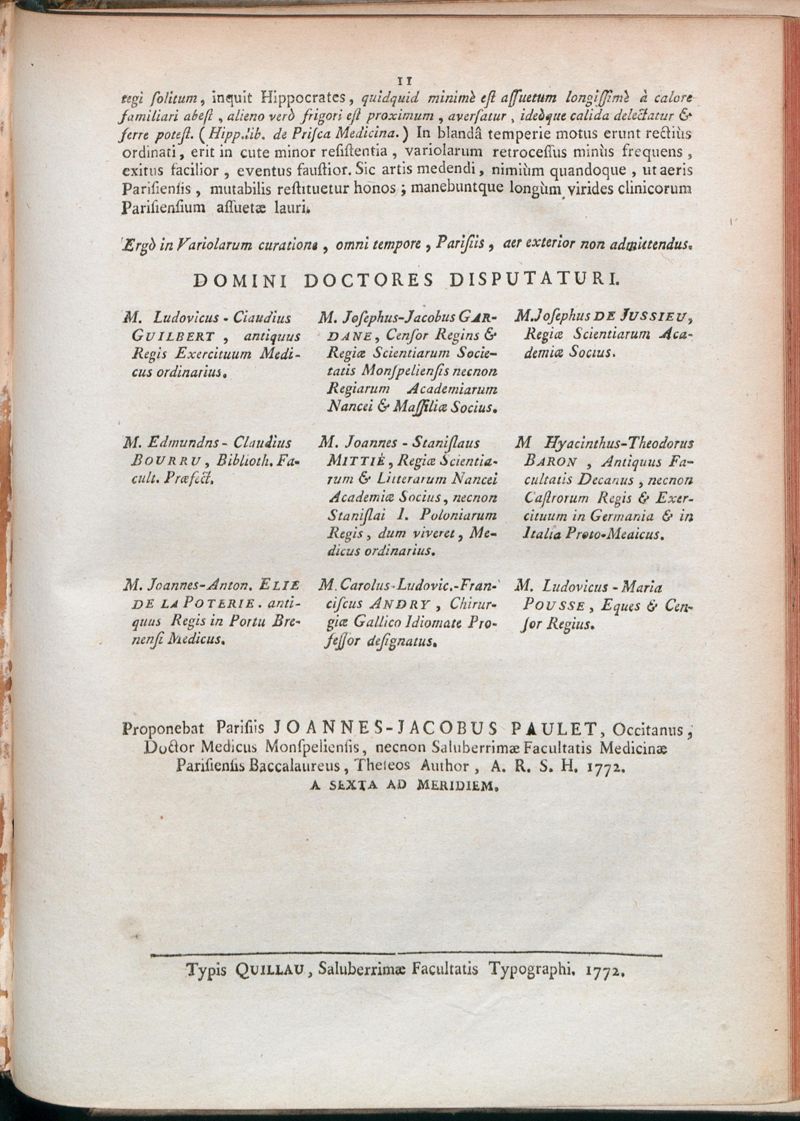 11
tegi ſolitum, inquit Hippocrates, quidquid minimè eſt aſſuetum longiſſimè à calore
familiari abeſt, alieno verò frigori eſt proximum, averſatur, ideòque calida delectatur &
ferre poteſt. (Hipp. lib. de Priſca Medicina.) In blandâ temperie motus erunt rectiùs
ordinati, erit in cute minor reſiſtentia, variolarum retroceſſus minùs frequens,
exitus facilior, eventus fauſtior. Sic artis medendi, nimiùm quandoque, ut aeris
Pariſienſis, mutabilis reſtituetur honos; manebuntque longùm virides clinicorum
Pariſienſium aſſuetæ lauri.
Ergò in Variolarum curatione, omni tempore, Pariſiis, aer exterior non admittendus.
DOMINI DOCTORES DISPUTATURI.
M. Ludovicus-Claudius
GUILBERT, antiquus
Regis Exercituum Medi-
cus ordinarius.
M. Joſephus-Jacobus GAR-
DANE, Cenſor Regius &
Regiæ Scientiarum Socie-
tatis Monſpelienſis necnon
Regiarum Academiarum
Nancei & Maſſiliæ Socius.
M. Joſephus DE JUSSIEU,
Regiæ Scientiarum Aca-
demiæ Socius.
M. Edmundns-Claudius
BOURRU, Biblioth. Fa-
cult. Præfect.
M. Joannes-Staniſlaus
MITTIÉ, Regiæ Scientia-
rum & Litterarum Nancei
Academiæ Socius, necnon
Staniſlai I. Poloniarum
Regis, dum viveret, Me-
dicus ordinarius.
M Hyacinthus-Theodorus
BARON, Antiquus Fa-
cultatis Decanus, necnon
Caſtrorum Regis & Exer-
cituum in Germania & in
Italia Proto-Medicus.
M. Joannes-Anton. ELIE
DE LA POTERIE. anti-
quus Regis in Portu Bre-
nenſi Medicus.
M. Carolus-Ludovic.-Fran-
ciſcus ANDRY, Chirur-
giæ Gallico Idiomate Pro-
feſſor deſignatus.
M. Ludovicus-Maria
POUSSE, Eques & Cen-
ſor Regius.
Proponebat Pariſiis JOANNES-JACOBUS PAULET, Occitanus,
Doctor Medicus Monſpelienſis, necnon Saluberrimæ Facultatis Medicinæ
Pariſienſis Baccalaureus, Theſeos Author, A. R. S. H. 1772.
A SEXTA AD MERIDIEM.
Typis QUILLAU, Saluberrimæ Facultatis Typographi. 1772.